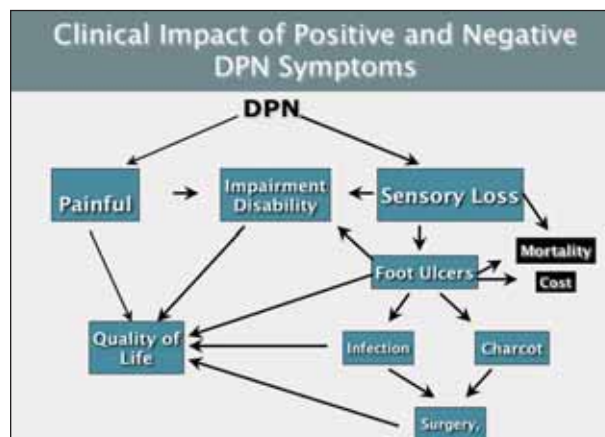 Clinical Impact of Positive and Negative
DPN Symptoms
DPN
Painful
Impairment
Disability
Sensory Loss
Mortality
Foot Ulcers
Cost
Quality of
Life
Infection
Charcot
Surgery,